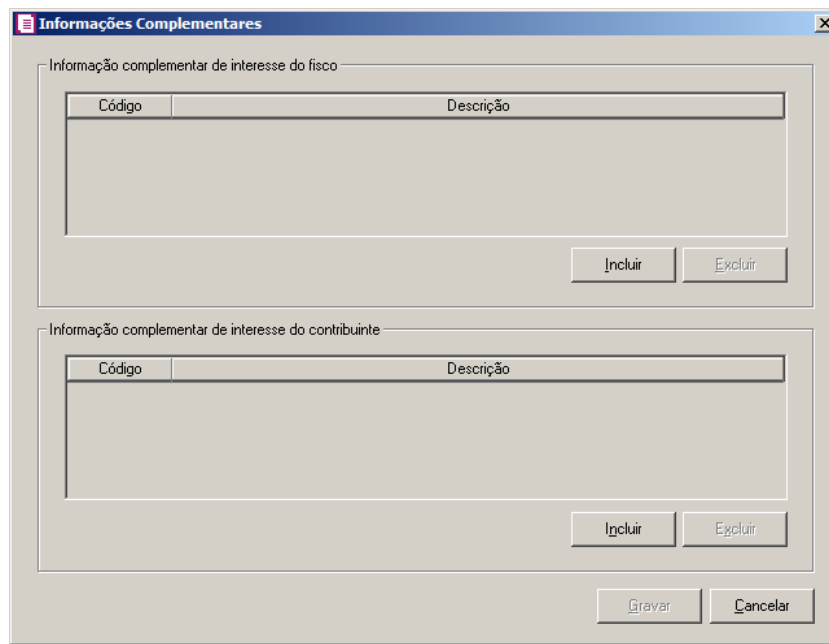 Informações Complementares
Informação complementar de interesse do fisco
Código Descrição
Incluir Excluir
Informação complementar de interesse do contribuinte
Código Descrição
Incluir Excluir
Gravar Cancelar